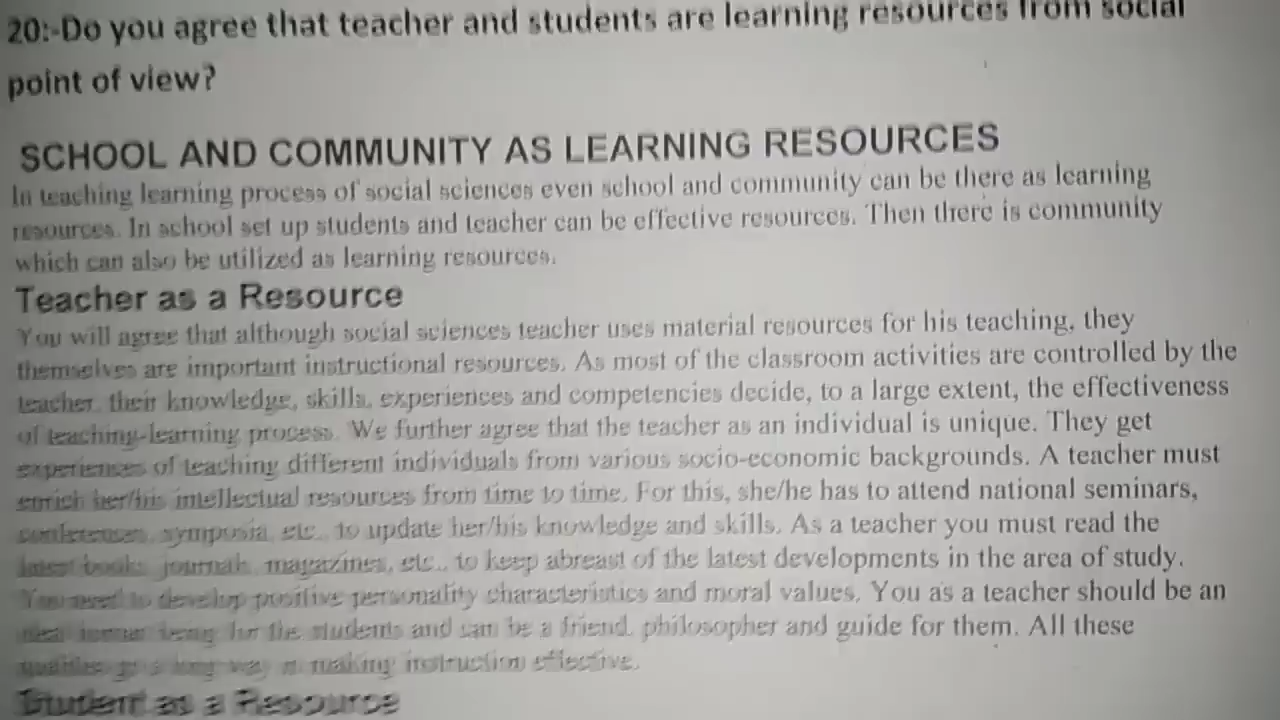 20:-Do you agree that teacher and students are learning resources from social
point of view?
SCHOOL AND COMMUNITY AS LEARNING RESOURCES
In teaching learning process of social sciences even school and community can be there as learning
resources. In school set up students and teacher can be effective resources. Then there is community
which can also be utilized as learning resources.
Teacher as a Resource
You will agree that although social sciences teacher uses material resources for his teaching, they
themselves are important instructional resources. As most of the classroom activities are controlled by the
teacher, their knowledge, skills, experiences and competencies decide, to a large extent, the effectiveness
of teaching-learning process. We further agree that the teacher as an individual is unique. They get
experiences of teaching different individuals from various socio-economic backgrounds. A teacher must
enrich her/his intellectual resources from time to time. For this, she/he has to attend national seminars,
conferences, symposia, etc., to update her/his knowledge and skills. As a teacher you must read the
latest books, journals, magazines, etc., to keep abreast of the latest developments in the area of study.
You need to develop positive personality characteristics and moral values. You as a teacher should be an
being for the students and can be a friend, philosopher and guide for them. All these
qualities go a long way in making instruction effective.
Student as a Resource